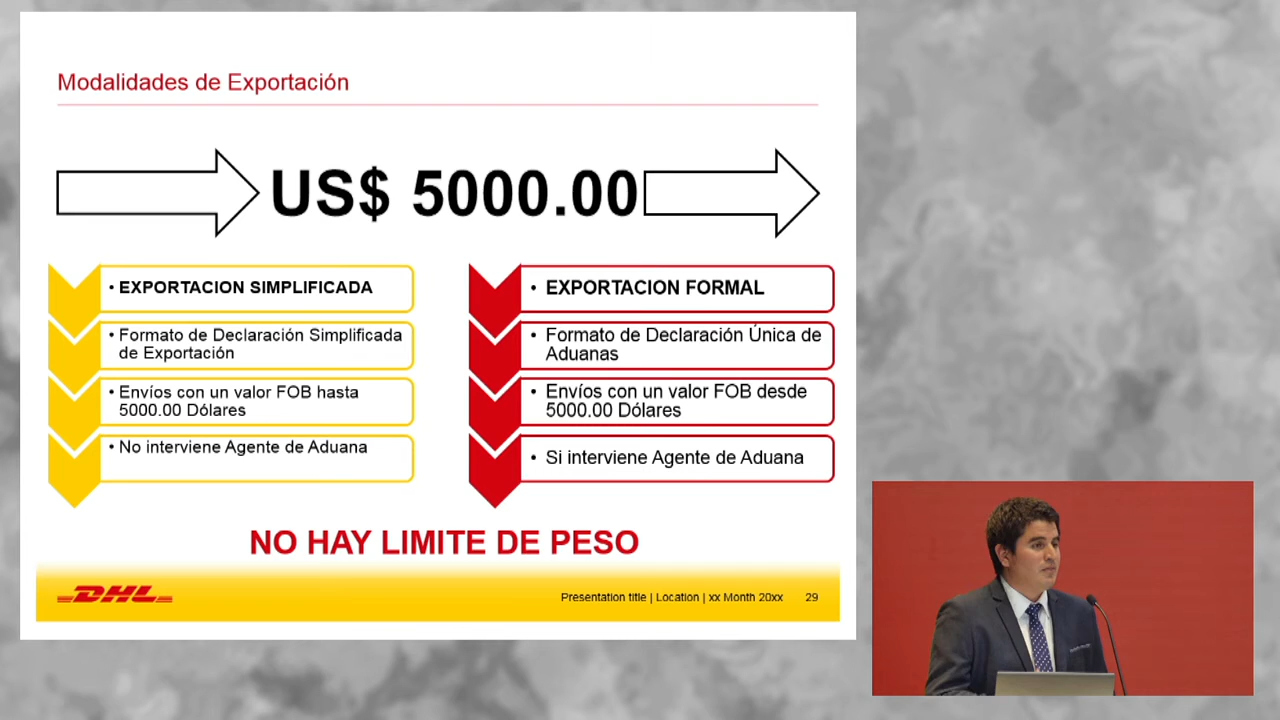 Modalidades de Exportación
US$ 5000.00
• EXPORTACION SIMPLIFICADA
• Formato de Declaración Simplificada
de Exportación
• Envíos con un valor FOB hasta
5000.00 Dólares
• No interviene Agente de Aduana
• EXPORTACION FORMAL
• Formato de Declaración Única de
Aduanas
• Envíos con un valor FOB desde
5000.00 Dólares
• Si interviene Agente de Aduana
NO HAY LIMITE DE PESO
DHL
Presentation title | Location | xx Month 20xx 29